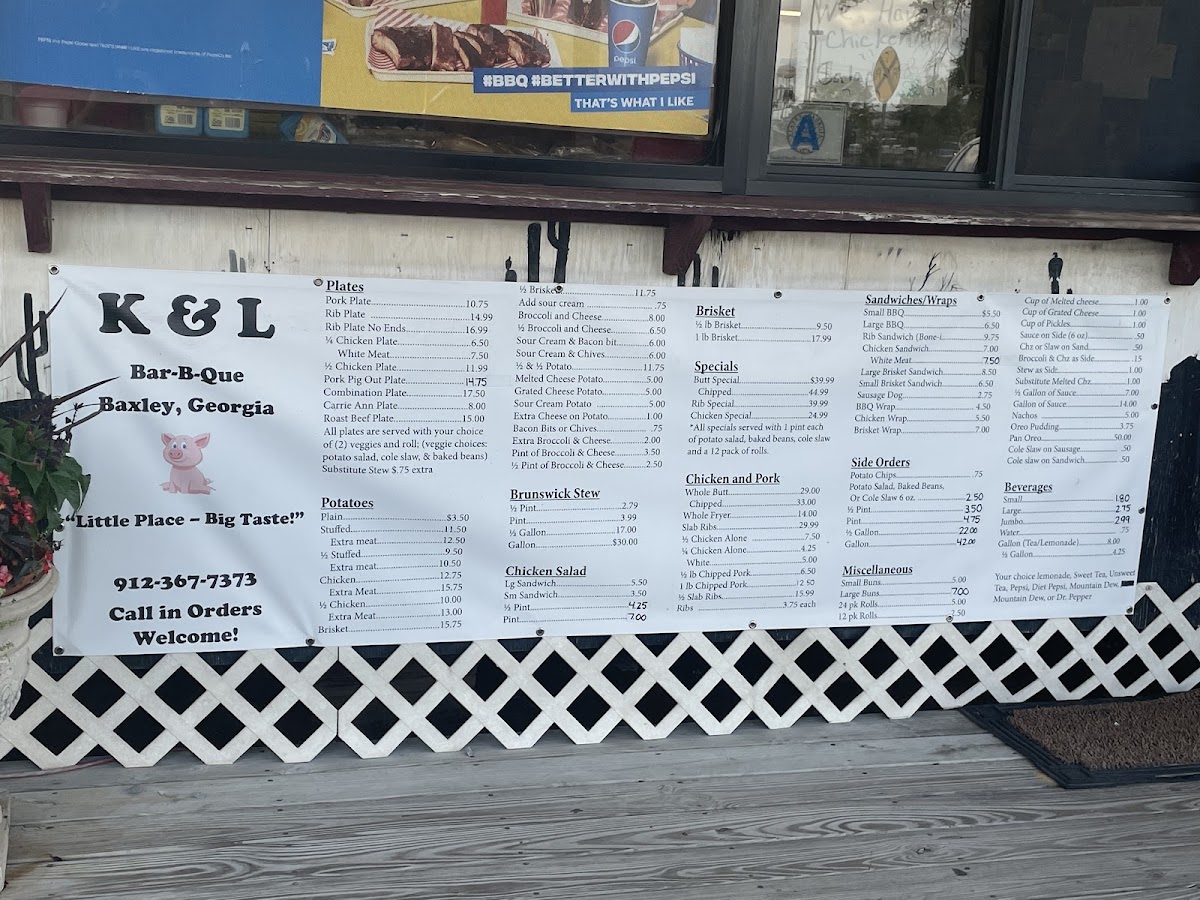 #BBQ #BETTERWITHPEPSI
THAT'S WHAT I LIKE
pepsi
We Have
Chicken
A
K & L
Bar-B-Que
Baxley, Georgia
"Little Place – Big Taste!"
912-367-7373
Call in Orders
Welcome!
Plates
Pork Plate 10.75
Rib Plate 14.99
Rib Plate No Ends 16.99
¼ Chicken Plate 6.50
White Meat 7.50
½ Chicken Plate 11.99
Pork Pig Out Plate 14.75
Combination Plate 17.50
Carrie Ann Plate 8.00
Roast Beef Plate 15.00
All plates are served with your choice
of (2) veggies and roll; (veggie choices:
potato salad, cole slaw, & baked beans)
Substitute Stew $.75 extra
Potatoes
Plain $3.50
Stuffed 11.50
Extra meat 12.50
½ Stuffed 9.50
Extra meat 10.50
Chicken 12.75
Extra Meat 15.75
½ Chicken 10.00
Extra Meat 13.00
Brisket 15.75
½ Brisket 11.75
Add sour cream .75
Broccoli and Cheese 8.00
½ Broccoli and Cheese 6.50
Sour Cream & Bacon bit 6.00
Sour Cream & Chives 6.00
½ & ½ Potato 11.75
Melted Cheese Potato 5.00
Grated Cheese Potato 5.00
Sour Cream Potato 5.00
Extra Cheese on Potato 1.00
Bacon Bits or Chives .75
Extra Broccoli & Cheese 2.00
Pint of Broccoli & Cheese 3.50
½ Pint of Broccoli & Cheese 2.50
Brunswick Stew
½ Pint 2.79
Pint 3.99
½ Gallon 17.00
Gallon $30.00
Chicken Salad
Lg Sandwich 5.50
Sm Sandwich 3.50
½ Pint 4.25
Pint 7.00
Brisket
½ lb Brisket 9.50
1 lb Brisket 17.99
Specials
Butt Special $39.99
Chipped 44.99
Rib Special 39.99
Chicken Special 24.99
*All specials served with 1 pint each
of potato salad, baked beans, cole slaw
and a 12 pack of rolls.
Chicken and Pork
Whole Butt 29.00
Chipped 33.00
Whole Fryer 14.00
Slab Ribs 29.99
½ Chicken Alone 7.50
¼ Chicken Alone 4.25
White 5.00
½ lb Chipped Pork 6.50
1 lb Chipped Pork 12.50
½ Slab Ribs 15.99
Ribs 3.75 each
Sandwiches/Wraps
Small BBQ $5.50
Large BBQ 6.50
Rib Sandwich (Bone-i 9.75
Chicken Sandwich 7.00
White Meat 7.50
Large Brisket Sandwich 8.50
Small Brisket Sandwich 6.50
Sausage Dog 2.75
BBQ Wrap 4.50
Chicken Wrap 5.50
Brisket Wrap 7.00
Side Orders
Potato Chips .75
Potato Salad, Baked Beans,
Or Cole Slaw 6 oz. 2.50
½ Pint 3.50
Pint 4.75
½ Gallon 22.00
Gallon 42.00
Miscellaneous
Small Buns 5.00
Large Buns 7.00
24 pk Rolls 5.00
12 pk Rolls 2.50
Cup of Melted cheese 1.00
Cup of Grated Cheese 1.00
Cup of Pickles 1.00
Sauce on Side (6 oz) .50
Chz or Slaw on Sand .50
Broccoli & Chz as Side .15
Stew as Side 1.00
Substitute Melted Chz 1.00
½ Gallon of Sauce 7.00
Gallon of Sauce 14.00
Nachos 5.00
Oreo Pudding 3.75
Pan Oreo 50.00
Cole Slaw on Sausage .50
Cole slaw on Sandwich .50
Beverages
Small 1.80
Large 2.75
Jumbo 2.99
Water .75
Gallon (Tea/Lemonade) 8.00
½ Gallon 4.25
Your choice lemonade, Sweet Tea, Unsweet
Tea, Pepsi, Diet Pepsi, Mountain Dew,
Mountain Dew, or Dr. Pepper